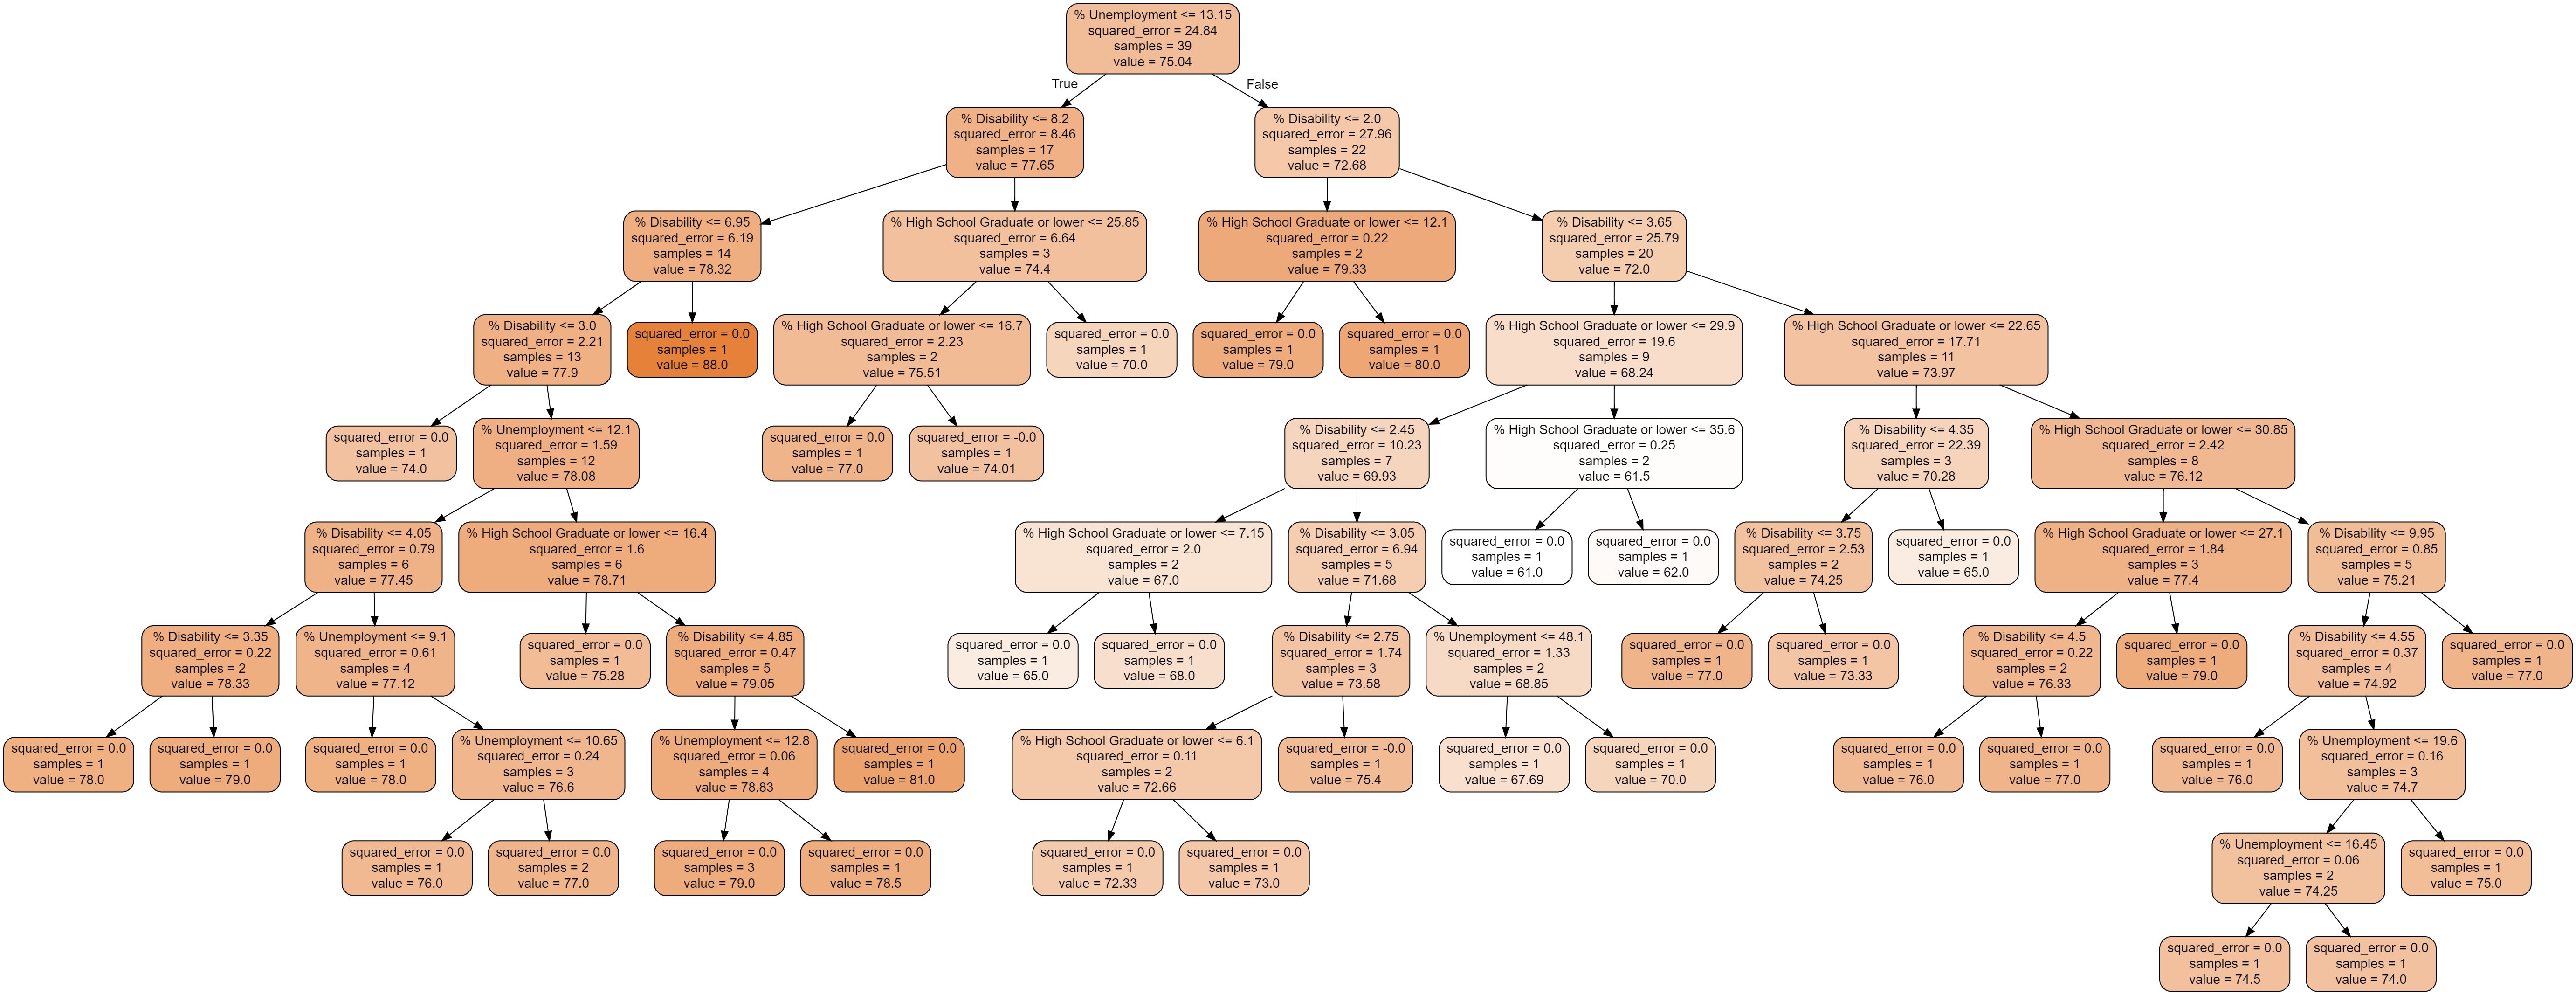 % Unemployment <= 13.15
squared_error = 24.84
samples = 39
value = 75.04
True
False
% Disability <= 8.2
squared_error = 8.46
samples = 17
value = 77.65
% Disability <= 2.0
squared_error = 27.96
samples = 22
value = 72.68
% Disability <= 6.95
squared_error = 6.19
samples = 14
value = 78.32
% High School Graduate or lower <= 25.85
squared_error = 6.64
samples = 3
value = 74.4
% High School Graduate or lower <= 12.1
squared_error = 0.22
samples = 2
value = 79.33
% Disability <= 3.65
squared_error = 25.79
samples = 20
value = 72.0
% Disability <= 3.0
squared_error = 2.21
samples = 13
value = 77.9
squared_error = 0.0
samples = 1
value = 88.0
% High School Graduate or lower <= 16.7
squared_error = 2.23
samples = 2
value = 75.51
squared_error = 0.0
samples = 1
value = 70.0
squared_error = 0.0
samples = 1
value = 79.0
squared_error = 0.0
samples = 1
value = 80.0
% High School Graduate or lower <= 29.9
squared_error = 19.6
samples = 9
value = 68.24
% High School Graduate or lower <= 22.65
squared_error = 17.71
samples = 11
value = 73.97
squared_error = 0.0
samples = 1
value = 74.0
% Unemployment <= 12.1
squared_error = 1.59
samples = 12
value = 78.08
squared_error = 0.0
samples = 1
value = 77.0
squared_error = -0.0
samples = 1
value = 74.01
% Disability <= 2.45
squared_error = 10.23
samples = 7
value = 69.93
% High School Graduate or lower <= 35.6
squared_error = 0.25
samples = 2
value = 61.5
% Disability <= 4.35
squared_error = 22.39
samples = 3
value = 70.28
% High School Graduate or lower <= 30.85
squared_error = 2.42
samples = 8
value = 76.12
% Disability <= 4.05
squared_error = 0.79
samples = 6
value = 77.45
% High School Graduate or lower <= 16.4
squared_error = 1.6
samples = 6
value = 78.71
% High School Graduate or lower <= 7.15
squared_error = 2.0
samples = 2
value = 67.0
% Disability <= 3.05
squared_error = 6.94
samples = 5
value = 71.68
squared_error = 0.0
samples = 1
value = 61.0
squared_error = 0.0
samples = 1
value = 62.0
% Disability <= 3.75
squared_error = 2.53
samples = 2
value = 74.25
squared_error = 0.0
samples = 1
value = 65.0
% High School Graduate or lower <= 27.1
squared_error = 1.84
samples = 3
value = 77.4
% Disability <= 9.95
squared_error = 0.85
samples = 5
value = 75.21
% Disability <= 3.35
squared_error = 0.22
samples = 2
value = 78.33
% Unemployment <= 9.1
squared_error = 0.61
samples = 4
value = 77.12
squared_error = 0.0
samples = 1
value = 75.28
% Disability <= 4.85
squared_error = 0.47
samples = 5
value = 79.05
squared_error = 0.0
samples = 1
value = 65.0
squared_error = 0.0
samples = 1
value = 68.0
% Disability <= 2.75
squared_error = 1.74
samples = 3
value = 73.58
% Unemployment <= 48.1
squared_error = 1.33
samples = 2
value = 68.85
squared_error = 0.0
samples = 1
value = 77.0
squared_error = 0.0
samples = 1
value = 73.33
% Disability <= 4.5
squared_error = 0.22
samples = 2
value = 76.33
squared_error = 0.0
samples = 1
value = 79.0
% Disability <= 4.55
squared_error = 0.37
samples = 4
value = 74.92
squared_error = 0.0
samples = 1
value = 77.0
squared_error = 0.0
samples = 1
value = 78.0
squared_error = 0.0
samples = 1
value = 79.0
squared_error = 0.0
samples = 1
value = 78.0
% Unemployment <= 10.65
squared_error = 0.24
samples = 3
value = 76.6
% Unemployment <= 12.8
squared_error = 0.06
samples = 4
value = 78.83
squared_error = 0.0
samples = 1
value = 81.0
% High School Graduate or lower <= 6.1
squared_error = 0.11
samples = 2
value = 72.66
squared_error = -0.0
samples = 1
value = 75.4
squared_error = 0.0
samples = 1
value = 67.69
squared_error = 0.0
samples = 1
value = 70.0
squared_error = 0.0
samples = 1
value = 76.0
squared_error = 0.0
samples = 1
value = 77.0
squared_error = 0.0
samples = 1
value = 76.0
% Unemployment <= 19.6
squared_error = 0.16
samples = 3
value = 74.7
squared_error = 0.0
samples = 1
value = 76.0
squared_error = 0.0
samples = 2
value = 77.0
squared_error = 0.0
samples = 3
value = 79.0
squared_error = 0.0
samples = 1
value = 78.5
squared_error = 0.0
samples = 1
value = 72.33
squared_error = 0.0
samples = 1
value = 73.0
% Unemployment <= 16.45
squared_error = 0.06
samples = 2
value = 74.25
squared_error = 0.0
samples = 1
value = 75.0
squared_error = 0.0
samples = 1
value = 74.5
squared_error = 0.0
samples = 1
value = 74.0